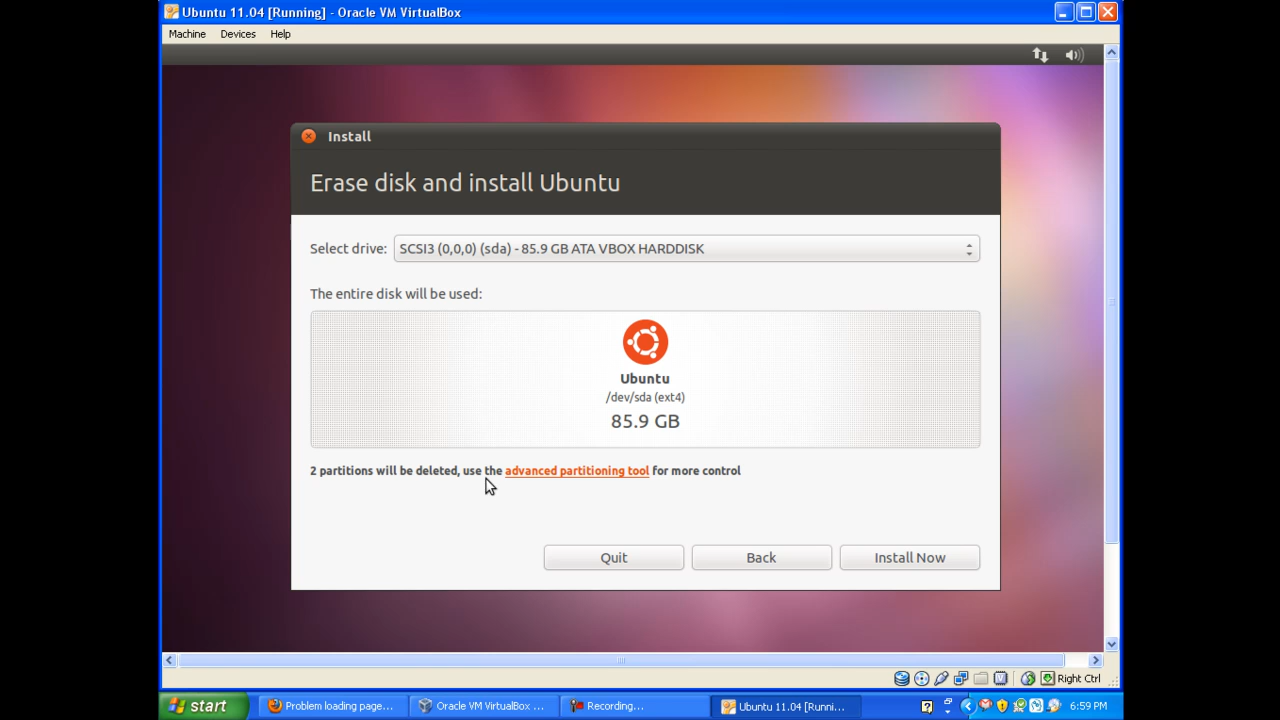 Ubuntu 11.04 [Running] - Oracle VM VirtualBox
Machine Devices Help
Install
Erase disk and install Ubuntu
Select drive: SCSI3 (0,0,0) (sda) - 85.9 GB ATA VBOX HARDDISK
The entire disk will be used:
Ubuntu
/dev/sda (ext4)
85.9 GB
2 partitions will be deleted, use the advanced partitioning tool for more control
Quit Back Install Now
Right Ctrl
start Problem loading page... Oracle VM VirtualBox ... Recording... Ubuntu 11.04 [Runni... 6:59 PM